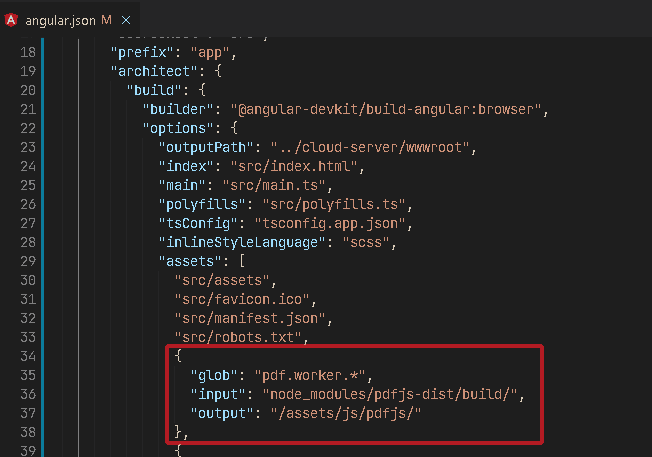 angular.json M ×
18 "prefix": "app",
19 "architect": {
20 "build": {
21 "builder": "@angular-devkit/build-angular:browser",
22 "options": {
23 "outputPath": "../cloud-server/wwwroot",
24 "index": "src/index.html",
25 "main": "src/main.ts",
26 "polyfills": "src/polyfills.ts",
27 "tsConfig": "tsconfig.app.json",
28 "inlineStyleLanguage": "scss",
29 "assets": [
30 "src/assets",
31 "src/favicon.ico",
32 "src/manifest.json",
33 "src/robots.txt",
34 {
35 "glob": "pdf.worker.*",
36 "input": "node_modules/pdfjs-dist/build/",
37 "output": "/assets/js/pdfjs/"
38 },
39 {